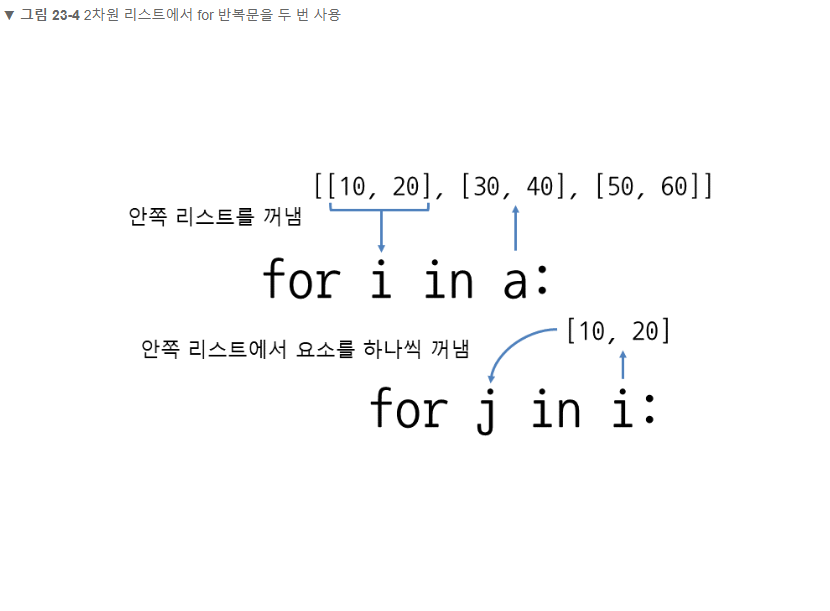 ▼ 그림 23-4 2차원 리스트에서 for 반복문을 두 번 사용
[[10, 20], [30, 40], [50, 60]]
안쪽 리스트를 꺼냄
for i in a:
[10, 20]
안쪽 리스트에서 요소를 하나씩 꺼냄
for j in i: